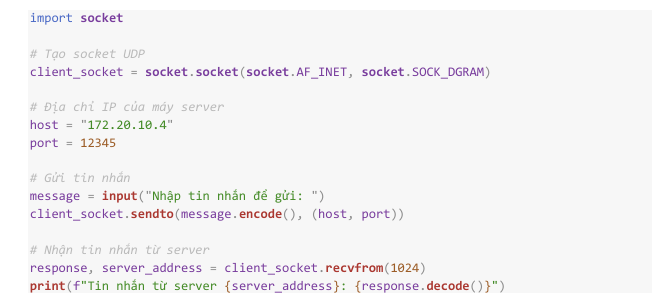 import socket
# Tạo socket UDP
client_socket = socket.socket(socket.AF_INET, socket.SOCK_DGRAM)
# Địa chỉ IP của máy server
host = "172.20.10.4"
port = 12345
# Gửi tin nhắn
message = input("Nhập tin nhắn để gửi: ")
client_socket.sendto(message.encode(), (host, port))
# Nhận tin nhắn từ server
response, server_address = client_socket.recvfrom(1024)
print(f"Tin nhắn từ server {server_address}: {response.decode()}")